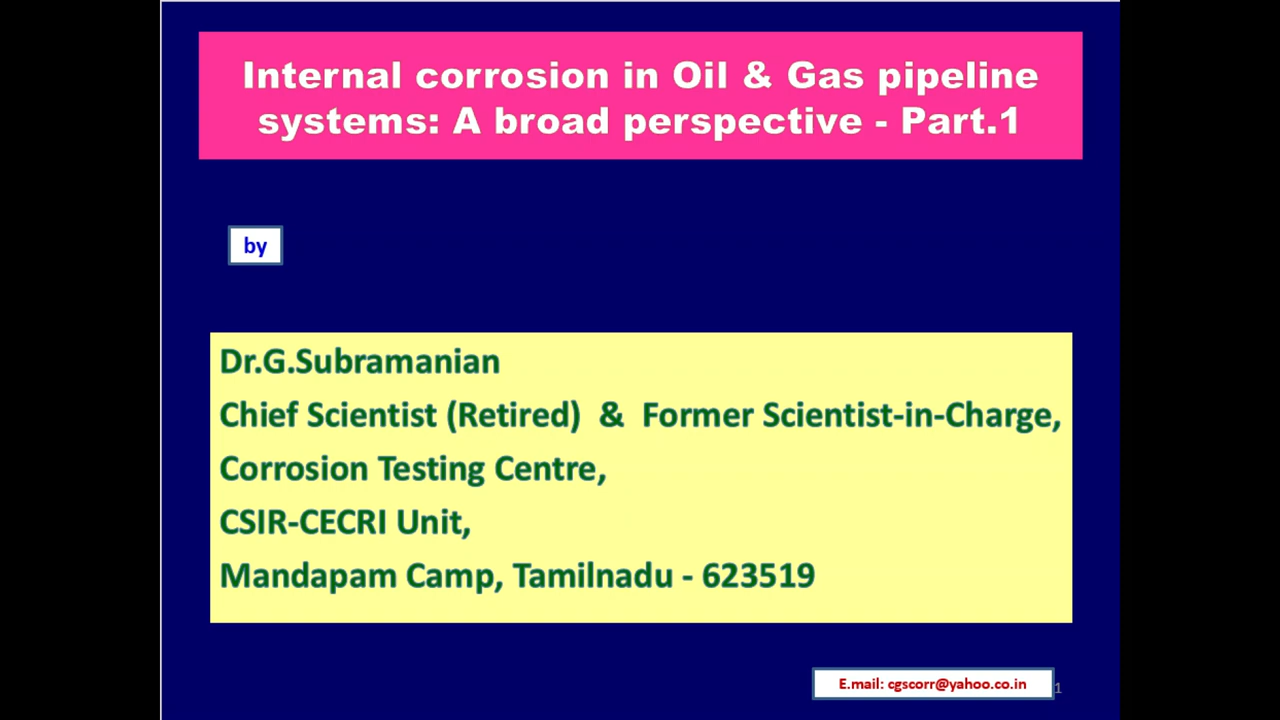 Internal corrosion in Oil & Gas pipeline
systems: A broad perspective - Part.1
by
Dr.G.Subramanian
Chief Scientist (Retired) & Former Scientist-in-Charge,
Corrosion Testing Centre,
CSIR-CECRI Unit,
Mandapam Camp, Tamilnadu - 623519
E.mail: cgscorr@yahoo.co.in
1